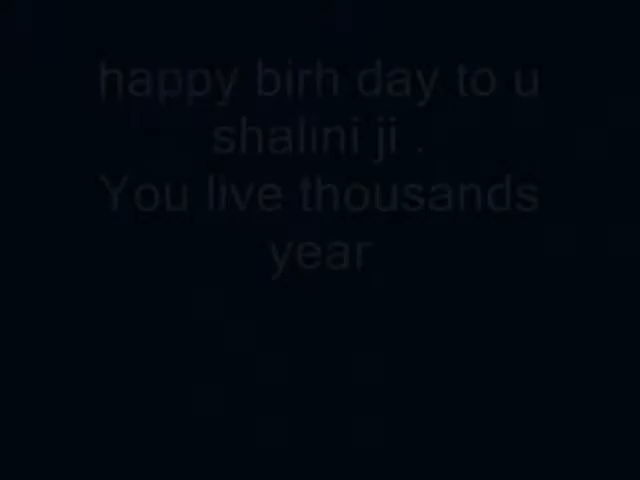 happy birh day to u
shalini ji .
You live thousands
year